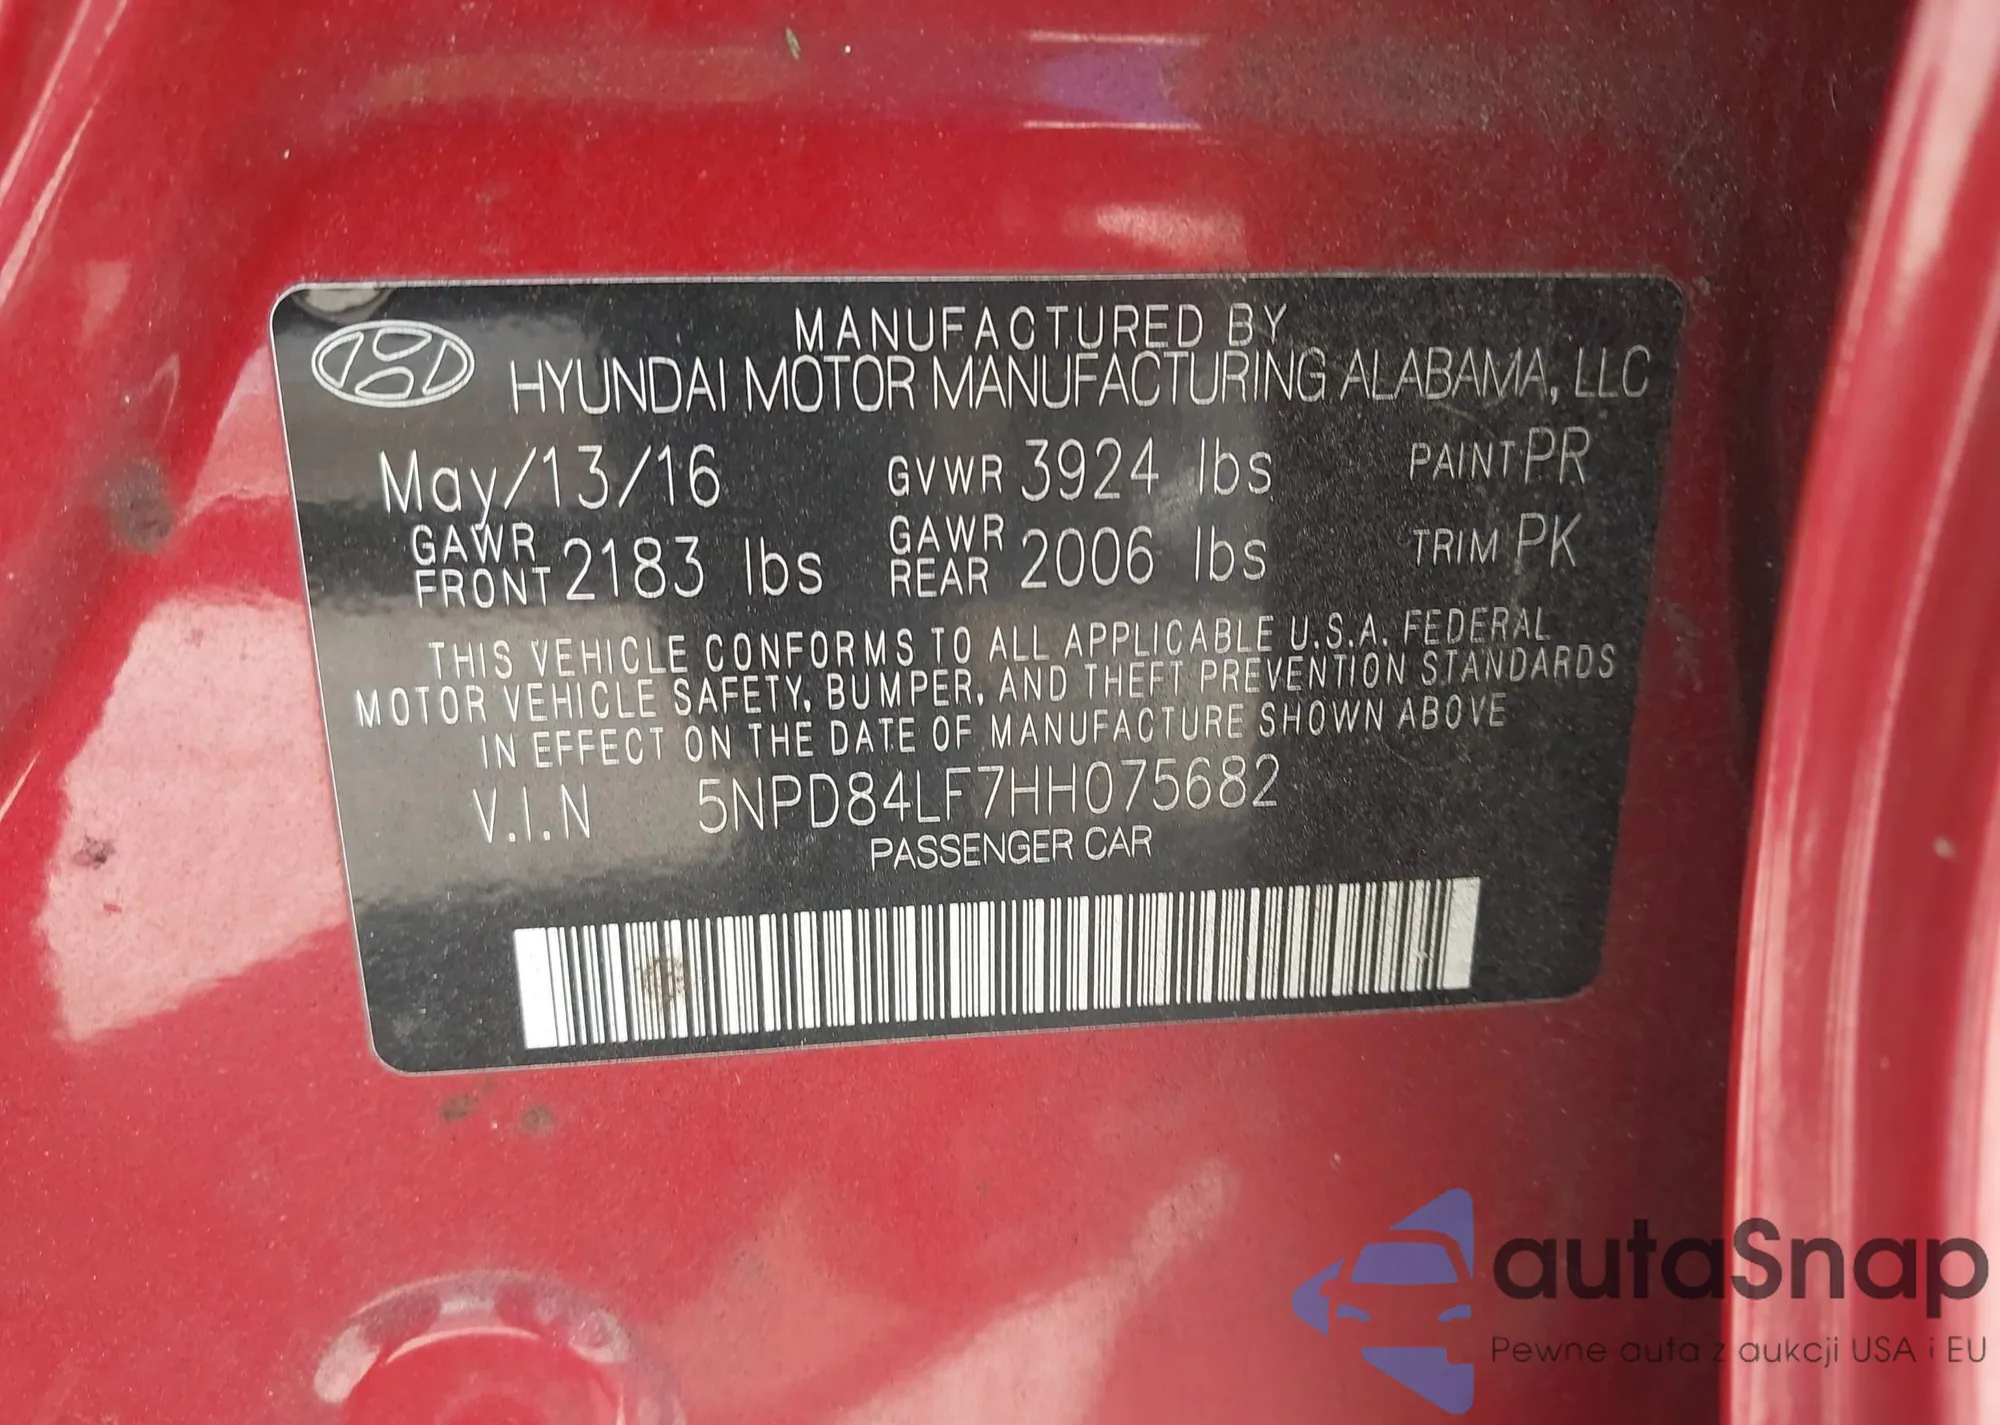 MANUFACTURED BY
HYUNDAI MOTOR MANUFACTURING ALABAMA, LLC
May/13/16 GVWR 3924 lbs PAINT PR
GAWR FRONT 2183 lbs GAWR REAR 2006 lbs TRIM PK
THIS VEHICLE CONFORMS TO ALL APPLICABLE U.S.A. FEDERAL
MOTOR VEHICLE SAFETY, BUMPER, AND THEFT PREVENTION STANDARDS
IN EFFECT ON THE DATE OF MANUFACTURE SHOWN ABOVE
V.I.N 5NPD84LF7HH075682
PASSENGER CAR
autaSnap
Pewne auta z aukcji USA i EU